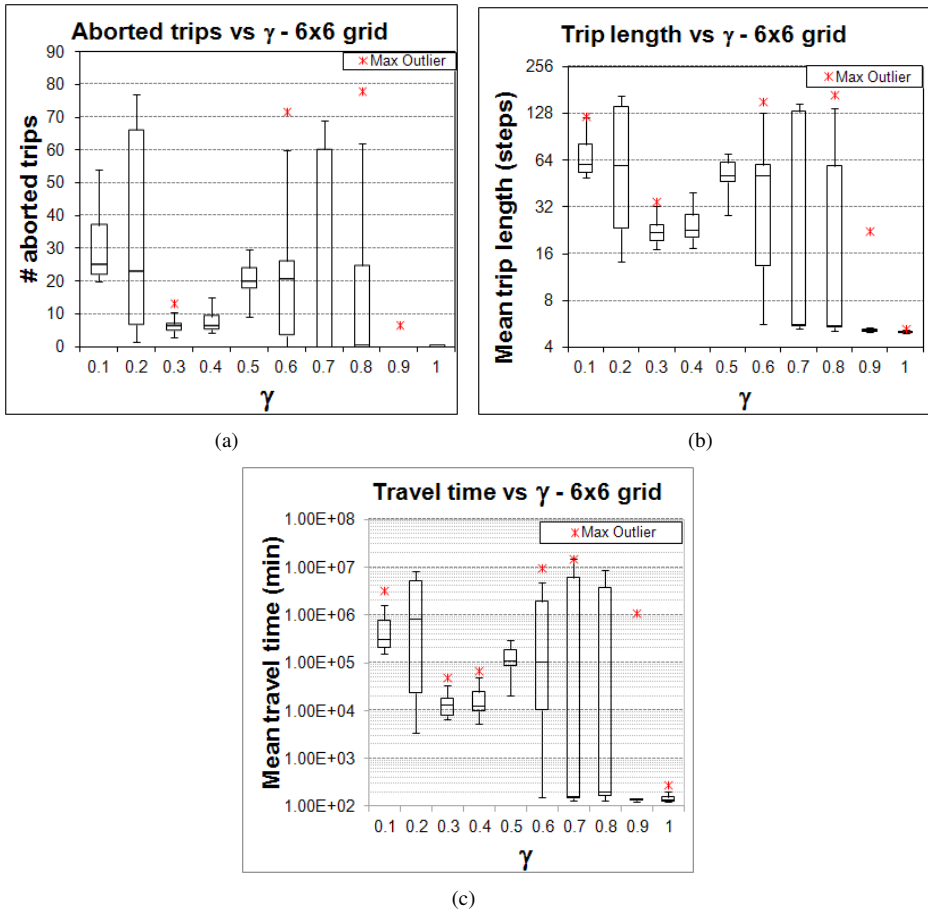 Aborted trips vs γ - 6x6 grid
Max Outlier
# aborted trips
90
80
70
60
50
40
30
20
10
0
0.1 0.2 0.3 0.4 0.5 0.6 0.7 0.8 0.9 1
γ
(a)
Trip length vs γ - 6x6 grid
Max Outlier
Mean trip length (steps)
256
128
64
32
16
8
4
0.1 0.2 0.3 0.4 0.5 0.6 0.7 0.8 0.9 1
γ
(b)
Travel time vs γ - 6x6 grid
Max Outlier
Mean travel time (min)
1.00E+08
1.00E+07
1.00E+06
1.00E+05
1.00E+04
1.00E+03
1.00E+02
0.1 0.2 0.3 0.4 0.5 0.6 0.7 0.8 0.9 1
γ
(c)